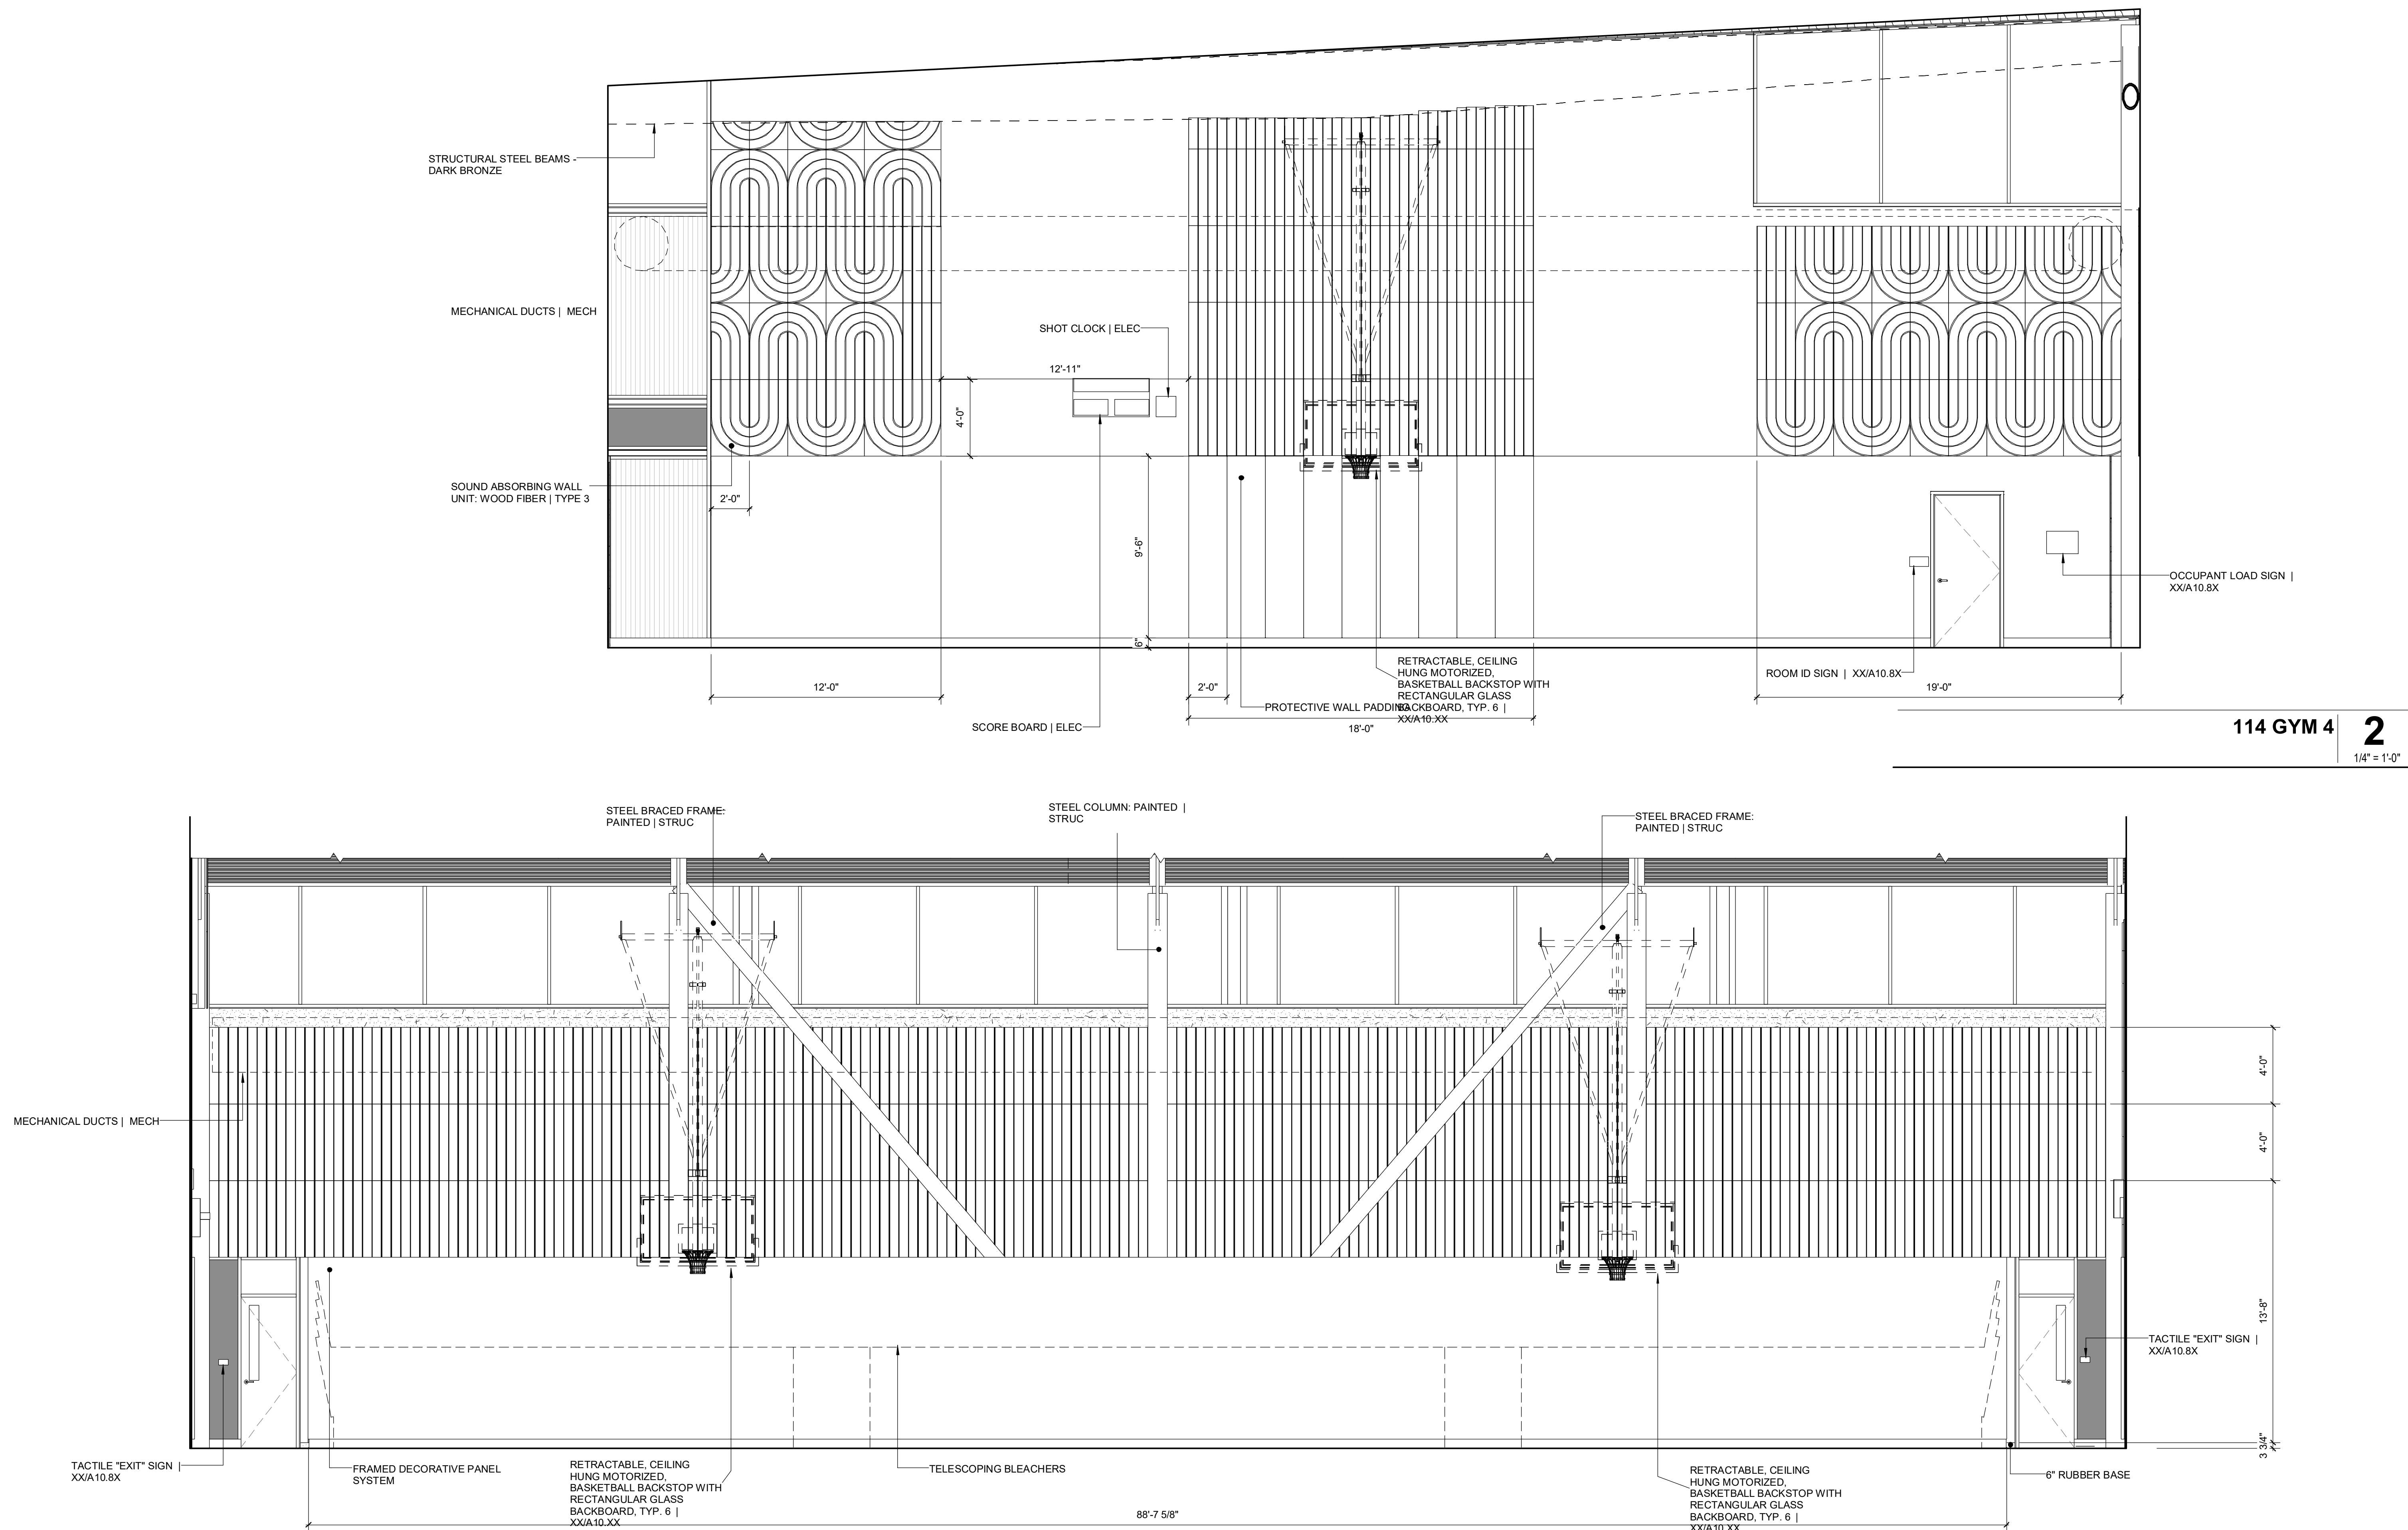 STRUCTURAL STEEL BEAMS -
DARK BRONZE
MECHANICAL DUCTS | MECH
SHOT CLOCK | ELEC
12'-11"
4'-0"
SOUND ABSORBING WALL
UNIT: WOOD FIBER | TYPE 3
2'-0"
9'-6"
6"
OCCUPANT LOAD SIGN |
XX/A10.8X
ROOM ID SIGN | XX/A10.8X
RETRACTABLE, CEILING
HUNG MOTORIZED,
BASKETBALL BACKSTOP WITH
RECTANGULAR GLASS
BACKBOARD, TYP. 6 |
XX/A10.XX
PROTECTIVE WALL PADDING
12'-0"
2'-0"
19'-0"
SCORE BOARD | ELEC
18'-0"
114 GYM 4
2
1/4" = 1'-0"
STEEL BRACED FRAME:
PAINTED | STRUC
STEEL COLUMN: PAINTED |
STRUC
STEEL BRACED FRAME:
PAINTED | STRUC
MECHANICAL DUCTS | MECH
4'-0"
4'-0"
13'-8"
3 3/4"
TACTILE "EXIT" SIGN |
XX/A10.8X
TACTILE "EXIT" SIGN |
XX/A10.8X
FRAMED DECORATIVE PANEL
SYSTEM
RETRACTABLE, CEILING
HUNG MOTORIZED,
BASKETBALL BACKSTOP WITH
RECTANGULAR GLASS
BACKBOARD, TYP. 6 |
XX/A10.XX
TELESCOPING BLEACHERS
RETRACTABLE, CEILING
HUNG MOTORIZED,
BASKETBALL BACKSTOP WITH
RECTANGULAR GLASS
BACKBOARD, TYP. 6 |
XX/A10.XX
6" RUBBER BASE
88'-7 5/8"